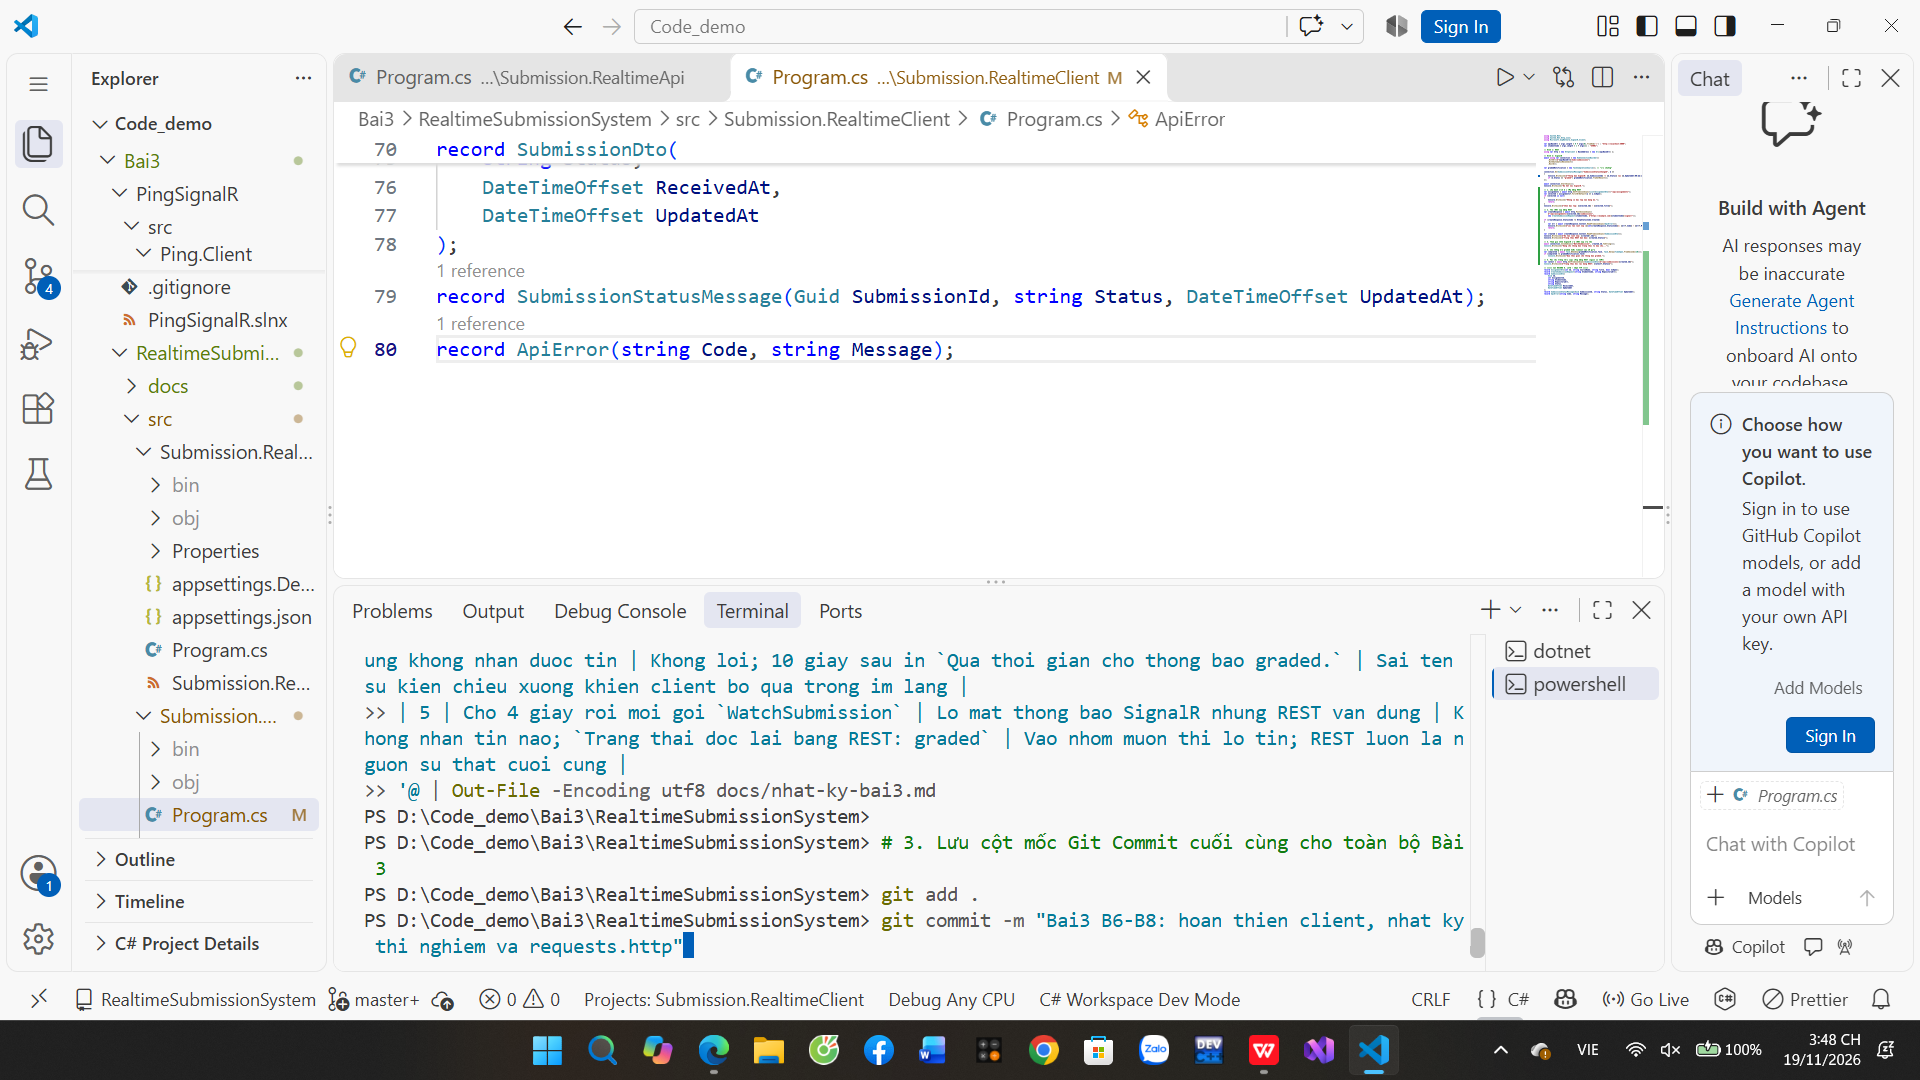 Code_demo
Sign In
Explorer
Code_demo
Bai3
PingSignalR
src
Ping.Client
.gitignore
PingSignalR.slnx
RealtimeSubmi...
docs
src
Submission.Real...
bin
obj
Properties
appsettings.De...
appsettings.json
Program.cs
Submission.Re...
Submission....
bin
obj
Program.cs M
Outline
Timeline
C# Project Details
4
1
Program.cs ...\Submission.RealtimeApi
Program.cs ...\Submission.RealtimeClient M
Bai3 > RealtimeSubmissionSystem > src > Submission.RealtimeClient > Program.cs > ApiError
70 record SubmissionDto(
76 DateTimeOffset ReceivedAt,
77 DateTimeOffset UpdatedAt
78 );
1 reference
79 record SubmissionStatusMessage(Guid SubmissionId, string Status, DateTimeOffset UpdatedAt);
1 reference
80 record ApiError(string Code, string Message);
Problems Output Debug Console Terminal Ports
ung khong nhan duoc tin | Khong loi; 10 giay sau in `Qua thoi gian cho thong bao graded.` | Sai ten
su kien chieu xuong khien client bo qua trong im lang |
>> | 5 | Cho 4 giay roi moi goi `WatchSubmission` | Lo mat thong bao SignalR nhung REST van dung | K
hong nhan tin nao; `Trang thai doc lai bang REST: graded` | Vao nhom muon thi lo tin; REST luon la n
guon su that cuoi cung |
>> '@ | Out-File -Encoding utf8 docs/nhat-ky-bai3.md
PS D:\Code_demo\Bai3\RealtimeSubmissionSystem>
PS D:\Code_demo\Bai3\RealtimeSubmissionSystem> # 3. Lưu cột mốc Git Commit cuối cùng cho toàn bộ Bài
3
PS D:\Code_demo\Bai3\RealtimeSubmissionSystem> git add .
PS D:\Code_demo\Bai3\RealtimeSubmissionSystem> git commit -m "Bai3 B6-B8: hoan thien client, nhat ky
thi nghiem va requests.http"
dotnet
powershell
Chat
Build with Agent
AI responses may
be inaccurate
Generate Agent
Instructions to
onboard AI onto
your codebase.
Choose how
you want to use
Copilot.
Sign in to use
GitHub Copilot
models, or add
a model with
your own API
key.
Add Models
Sign In
Program.cs
Chat with Copilot
Models
Copilot
RealtimeSubmissionSystem master+ 0 0 Projects: Submission.RealtimeClient Debug Any CPU C# Workspace Dev Mode CRLF { } C# Go Live Prettier
VIE 100% 3:48 CH
19/11/2026